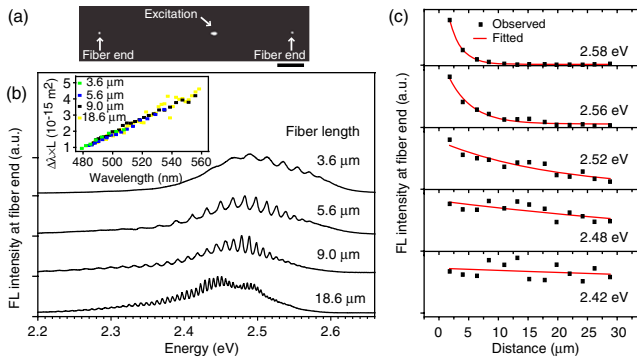 (a)
Excitation
Fiber end
Fiber end
(b)
Δλ×L (10⁻¹⁵ m²)
5
4
3
2
1
3.6 μm
5.6 μm
9.0 μm
18.6 μm
480 500 520 540 560
Wavelength (nm)
Fiber length
3.6 μm
5.6 μm
9.0 μm
18.6 μm
FL intensity at fiber end (a.u.)
2.2 2.3 2.4 2.5 2.6
Energy (eV)
(c)
Observed
Fitted
2.58 eV
2.56 eV
2.52 eV
2.48 eV
2.42 eV
FL intensity at fiber end (a.u.)
0 5 10 15 20 25 30
Distance (μm)